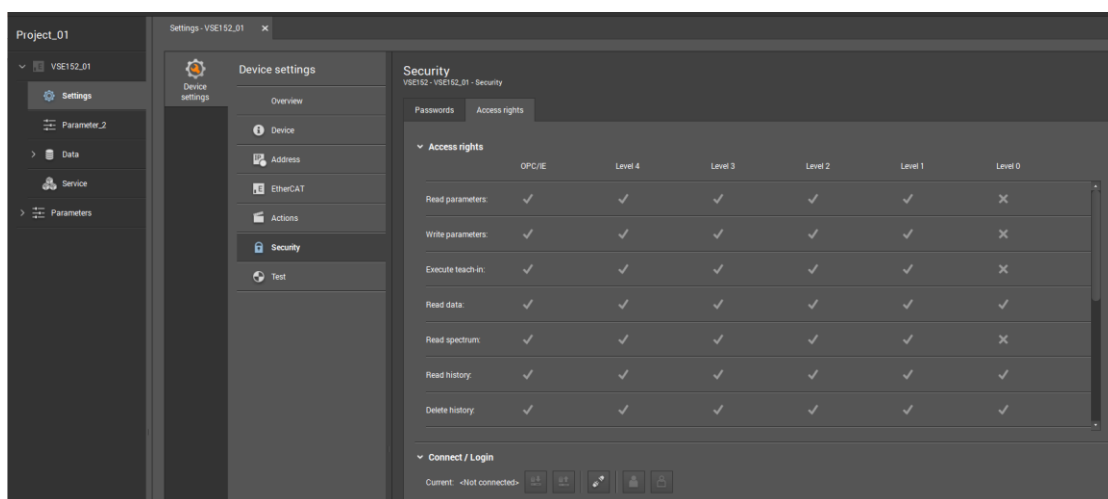 Project_01
Settings - VSE152_01
VSE152_01
Settings
Parameter_2
Data
Service
Parameters
Device settings
Device settings
Overview
Device
Address
EtherCAT
Actions
Security
Test
Security
VSE152 - VSE152_01 - Security
Passwords Access rights
Access rights
OPC/IE Level 4 Level 3 Level 2 Level 1 Level 0
Read parameters:
Write parameters:
Execute teach-in:
Read data:
Read spectrum:
Read history:
Delete history:
Connect / Login
Current: <Not connected>